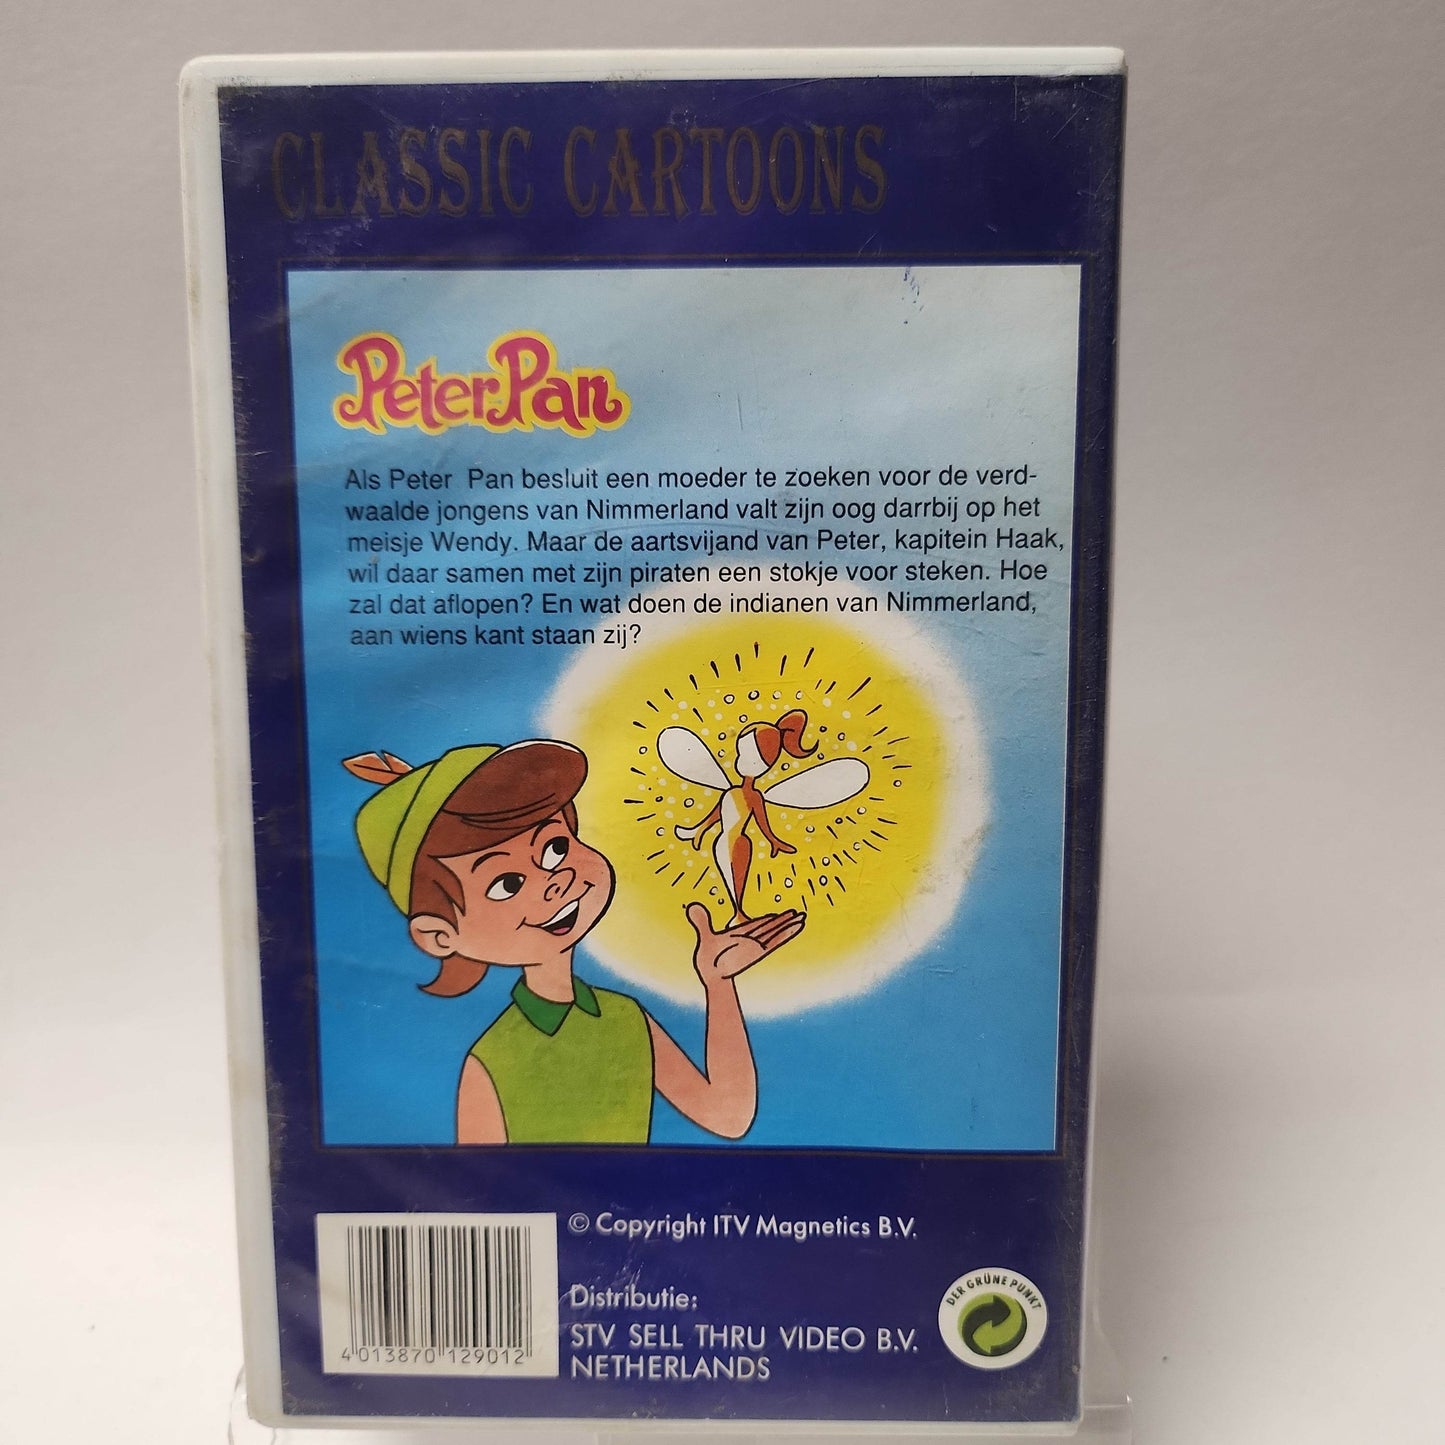 CLASSIC CARTOONS
Peter Pan
Als Peter Pan besluit een moeder te zoeken voor de verd-
waalde jongens van Nimmerland valt zijn oog darrbij op het
meisje Wendy. Maar de aartsvijand van Peter, kapitein Haak,
wil daar samen met zijn piraten een stokje voor steken. Hoe
zal dat aflopen? En wat doen de indianen van Nimmerland,
aan wiens kant staan zij?
© Copyright ITV Magnetics B.V.
Distributie:
STV SELL THRU VIDEO B.V.
NETHERLANDS
4 013870 129012
DER GRÜNE PUNKT